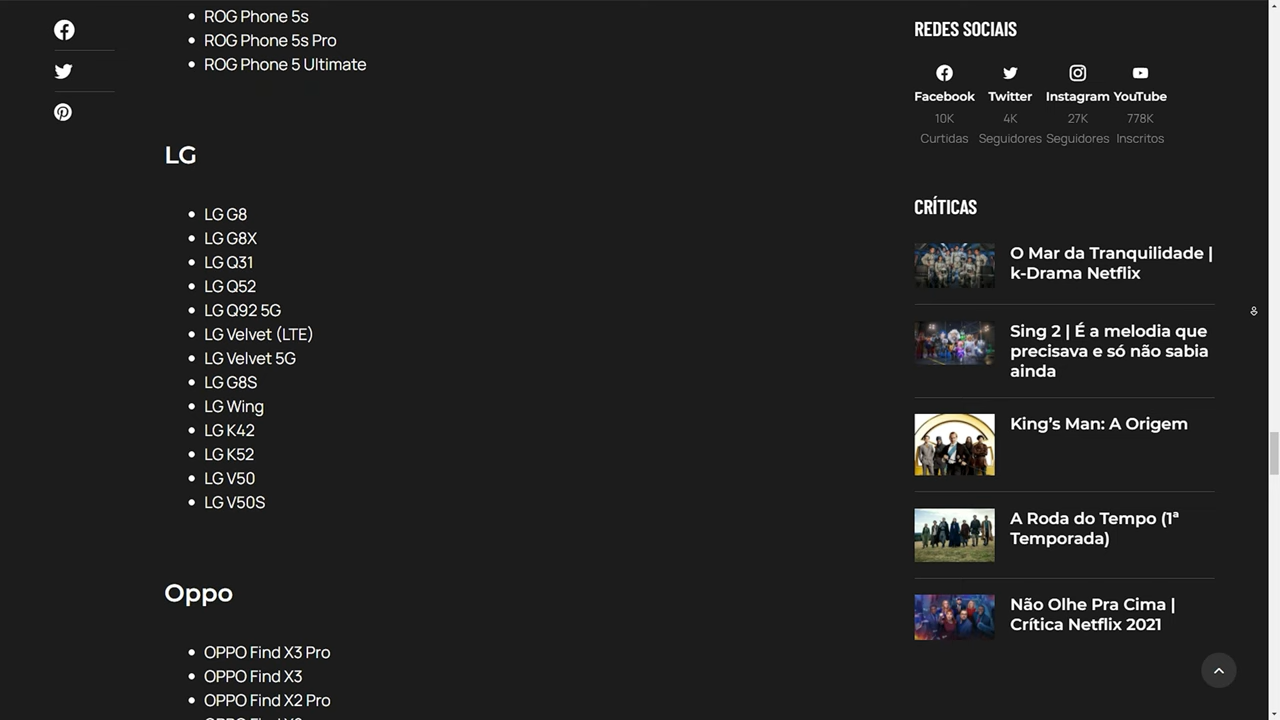 ROG Phone 5s
ROG Phone 5s Pro
ROG Phone 5 Ultimate
LG
LG G8
LG G8X
LG Q31
LG Q52
LG Q92 5G
LG Velvet (LTE)
LG Velvet 5G
LG G8S
LG Wing
LG K42
LG K52
LG V50
LG V50S
Oppo
OPPO Find X3 Pro
OPPO Find X3
OPPO Find X2 Pro
REDES SOCIAIS
Facebook Twitter Instagram YouTube
10K 4K 27K 778K
Curtidas Seguidores Seguidores Inscritos
CRÍTICAS
O Mar da Tranquilidade |
k-Drama Netflix
Sing 2 | É a melodia que
precisava e só não sabia
ainda
King’s Man: A Origem
A Roda do Tempo (1ª
Temporada)
Não Olhe Pra Cima |
Crítica Netflix 2021